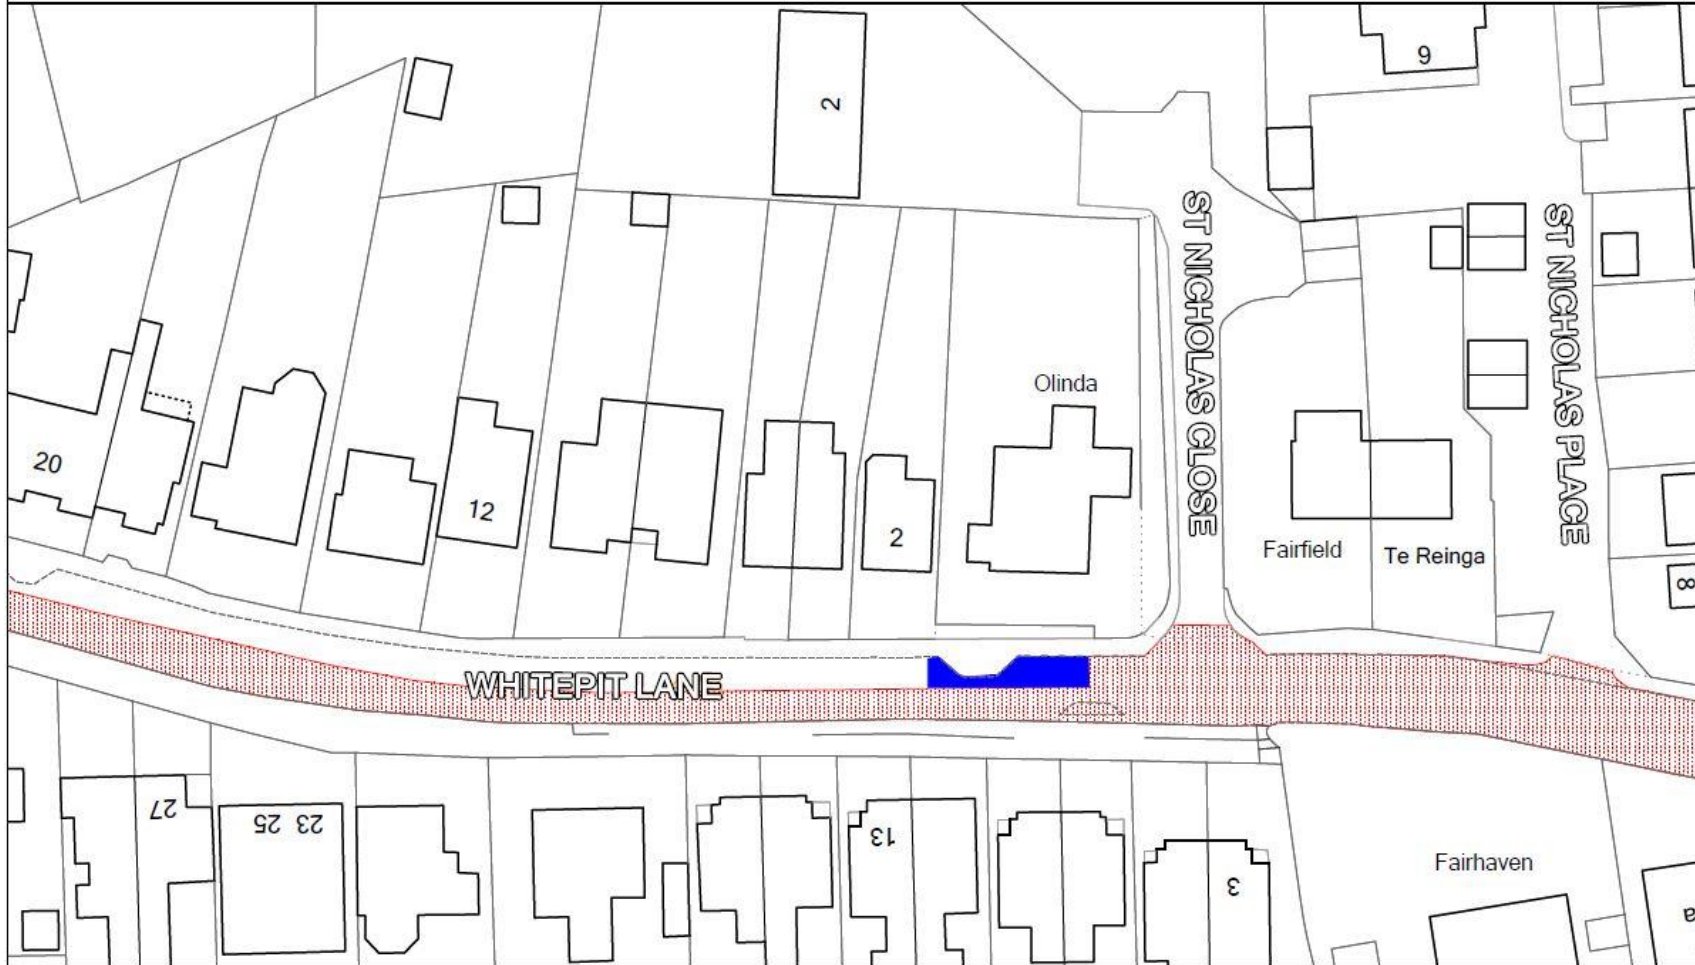 2
9
ST NICHOLAS CLOSE
ST NICHOLAS PLACE
Olinda
20
12
2
Fairfield
Te Reinga
8
WHITEPIT LANE
27
25 23
13
3
Fairhaven